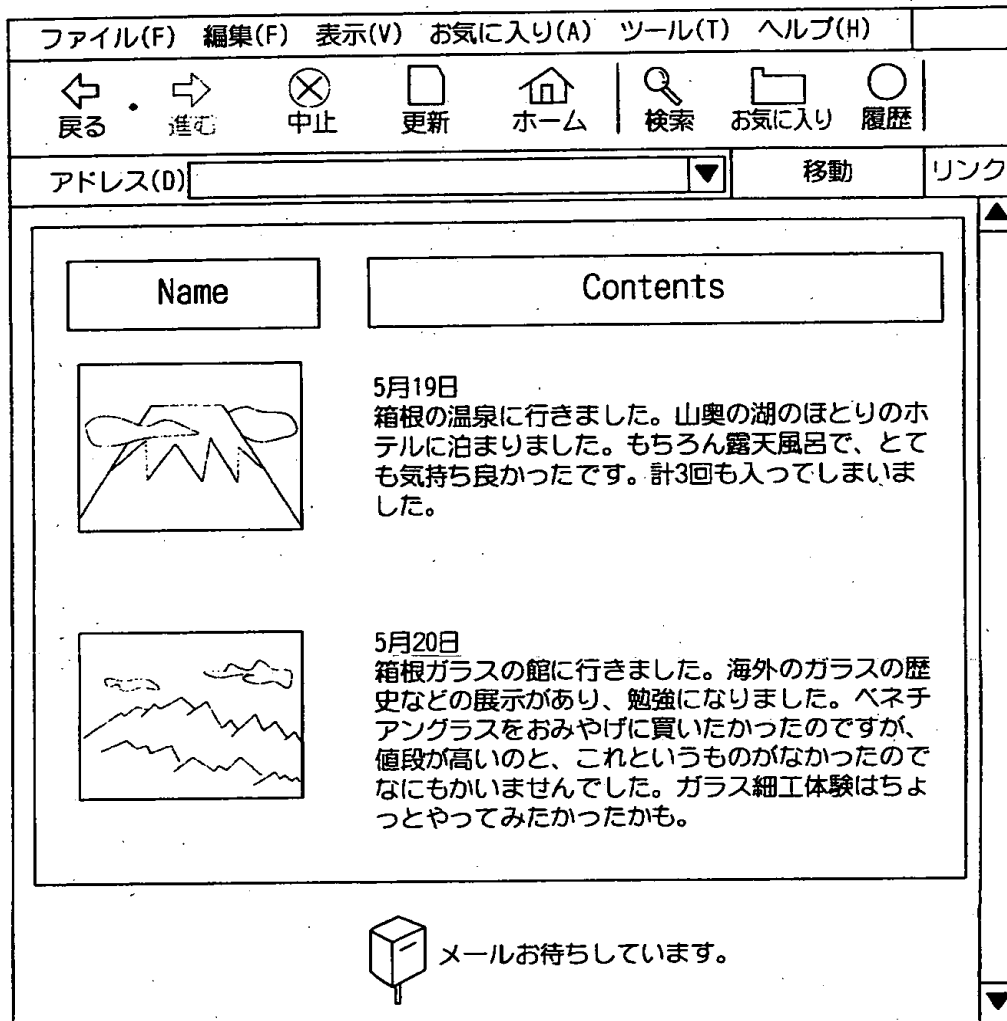 ファイル(F) 編集(F) 表示(V) お気に入り(A) ツール(T) ヘルプ(H)
戻る 進む 中止 更新 ホーム 検索 お気に入り 履歴
アドレス(D) 移動 リンク
Name Contents
5月19日
箱根の温泉に行きました。山奥の湖のほとりのホ
テルに泊まりました。もちろん露天風呂で、とて
も気持ち良かったです。計3回も入ってしまいま
した。
5月20日
箱根ガラスの館に行きました。海外のガラスの歴
史などの展示があり、勉強になりました。ベネチ
アングラスをおみやげに買いたかったのですが、
値段が高いのと、これというものがなかったので
なにもかいませんでした。ガラス細工体験はちょ
っとやってみたかったかも。
メールお待ちしています。